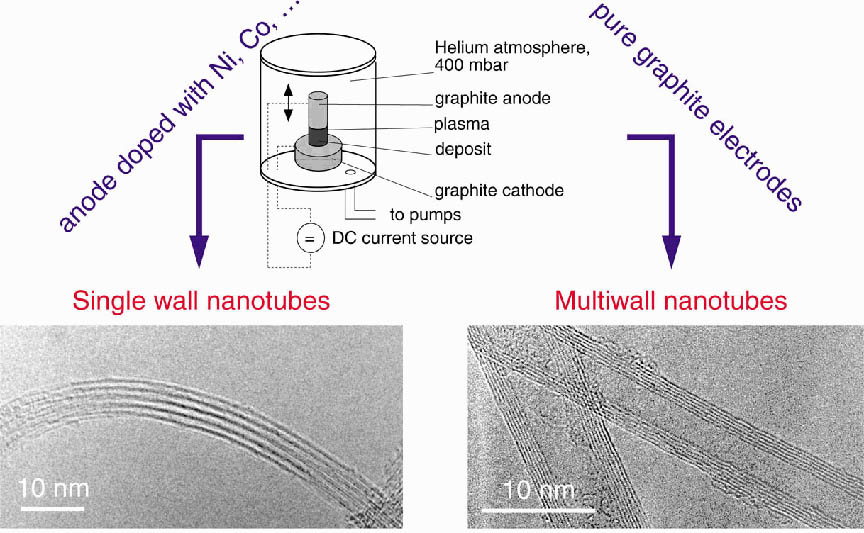 anode doped with Ni, Co, ...
pure graphite electrodes
Helium atmosphere,
400 mbar
graphite anode
plasma
deposit
graphite cathode
to pumps
= DC current source
Single wall nanotubes
Multiwall nanotubes
10 nm
10 nm